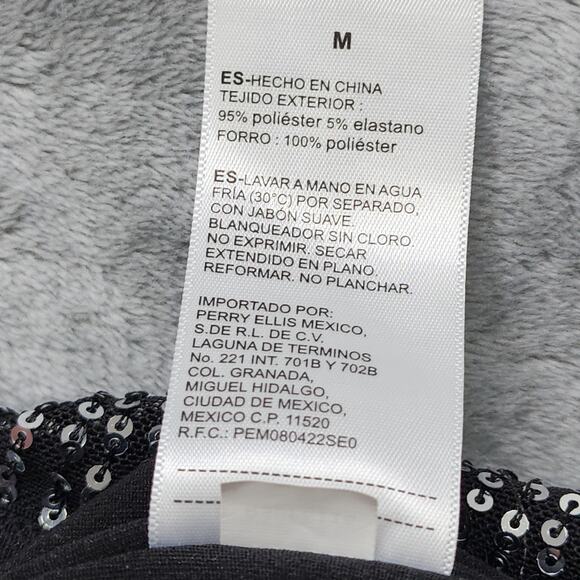 M
ES-HECHO EN CHINA
TEJIDO EXTERIOR :
95% poliéster 5% elastano
FORRO : 100% poliéster
ES-LAVAR A MANO EN AGUA
FRÍA (30°C) POR SEPARADO,
CON JABÓN SUAVE.
BLANQUEADOR SIN CLORO.
NO EXPRIMIR. SECAR
EXTENDIDO EN PLANO.
REFORMAR. NO PLANCHAR.
IMPORTADO POR:
PERRY ELLIS MEXICO,
S.DE R.L. DE C.V.
LAGUNA DE TERMINOS
No. 221 INT. 701B Y 702B
COL. GRANADA,
MIGUEL HIDALGO,
CIUDAD DE MEXICO,
MEXICO C.P. 11520
R.F.C.: PEM080422SE0